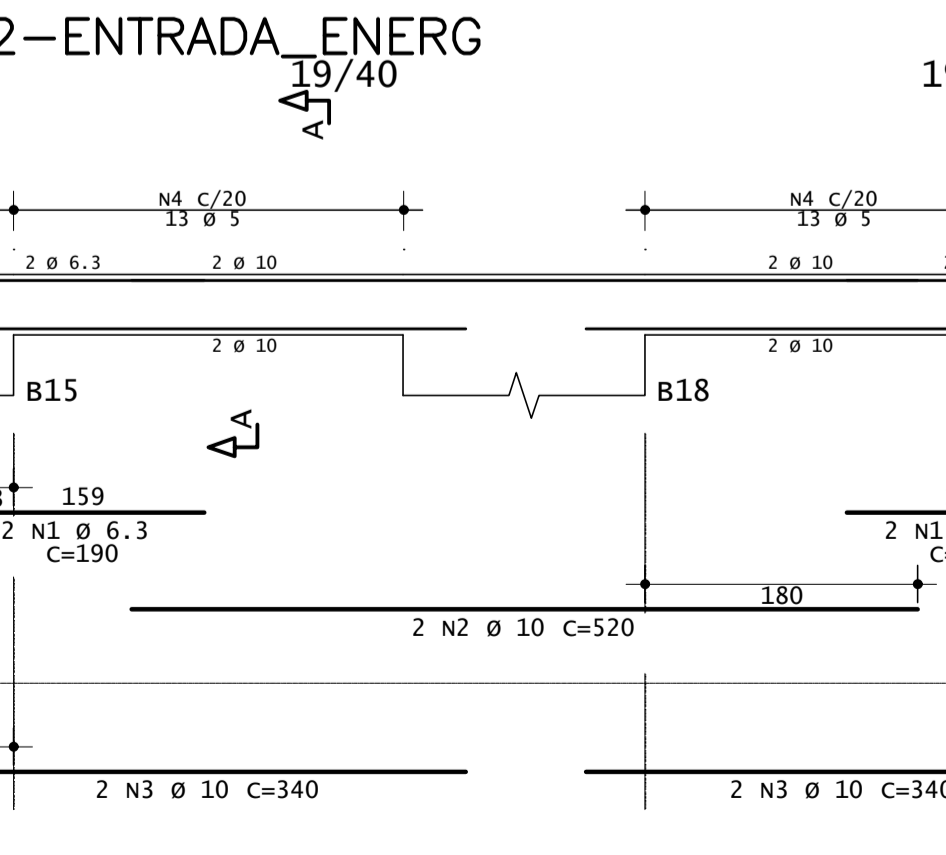 2-ENTRADA_ENERG
19/40
A
N4 C/20
13 Ø 5
N4 C/20
13 Ø 5
2 Ø 6.3
2 Ø 10
2 Ø 10
2 Ø 10
2 Ø 10
B15
B18
A
159
2 N1 Ø 6.3
C=190
2 N1
180
2 N2 Ø 10 C=520
2 N3 Ø 10 C=340
2 N3 Ø 10 C=340